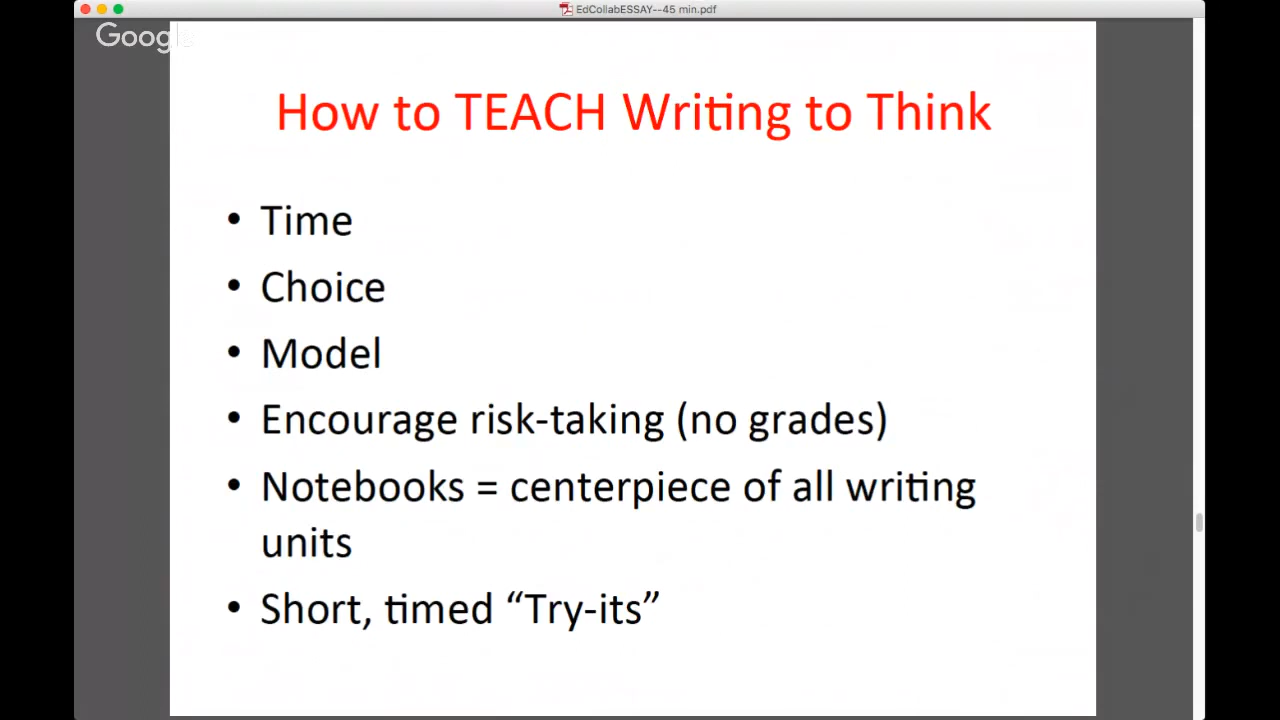 EdCollabESSAY--45 min.pdf
Google
How to TEACH Writing to Think
• Time
• Choice
• Model
• Encourage risk-taking (no grades)
• Notebooks = centerpiece of all writing
units
• Short, timed “Try-its”